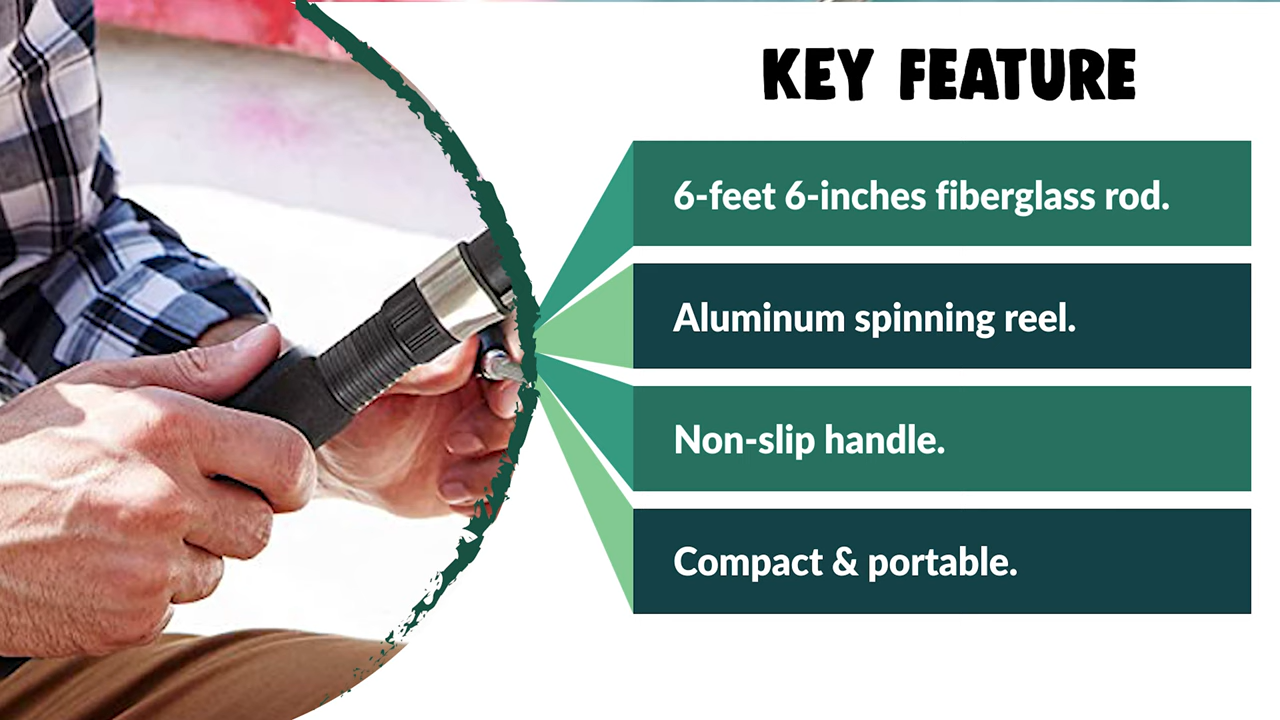 KEY FEATURE
6-feet 6-inches fiberglass rod.
Aluminum spinning reel.
Non-slip handle.
Compact & portable.